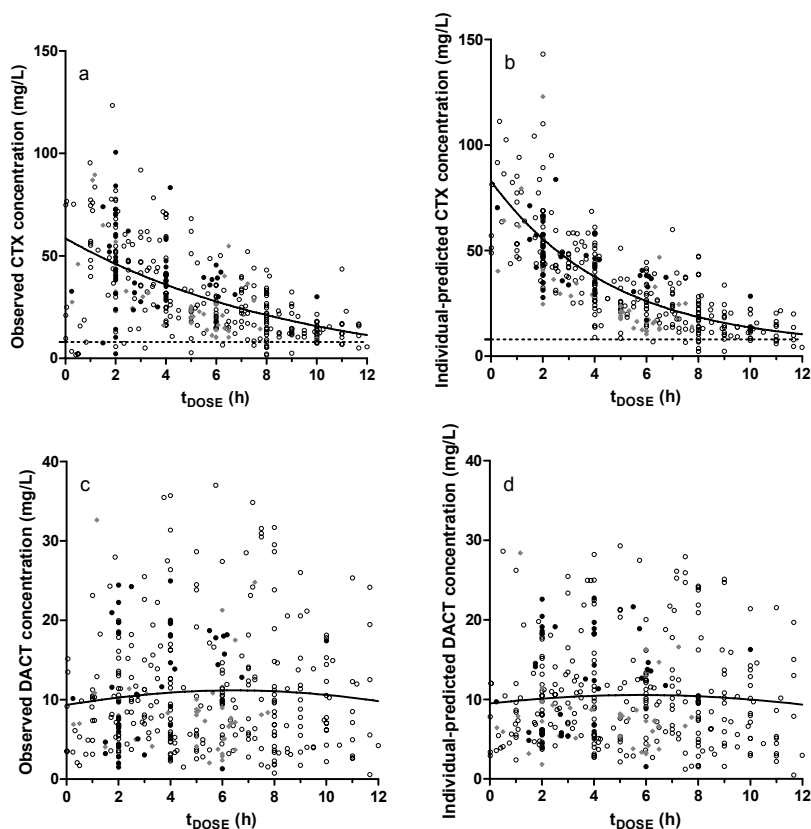 150
100
50
0
Observed CTX concentration (mg/L)
a
0 2 4 6 8 10 12
tDOSE (h)
150
100
50
0
Individual-predicted CTX concentration (mg/L)
b
0 2 4 6 8 10 12
tDOSE (h)
40
30
20
10
0
Observed DACT concentration (mg/L)
c
0 2 4 6 8 10 12
tDOSE (h)
40
30
20
10
0
Individual-predicted DACT concentration (mg/L)
d
0 2 4 6 8 10 12
tDOSE (h)